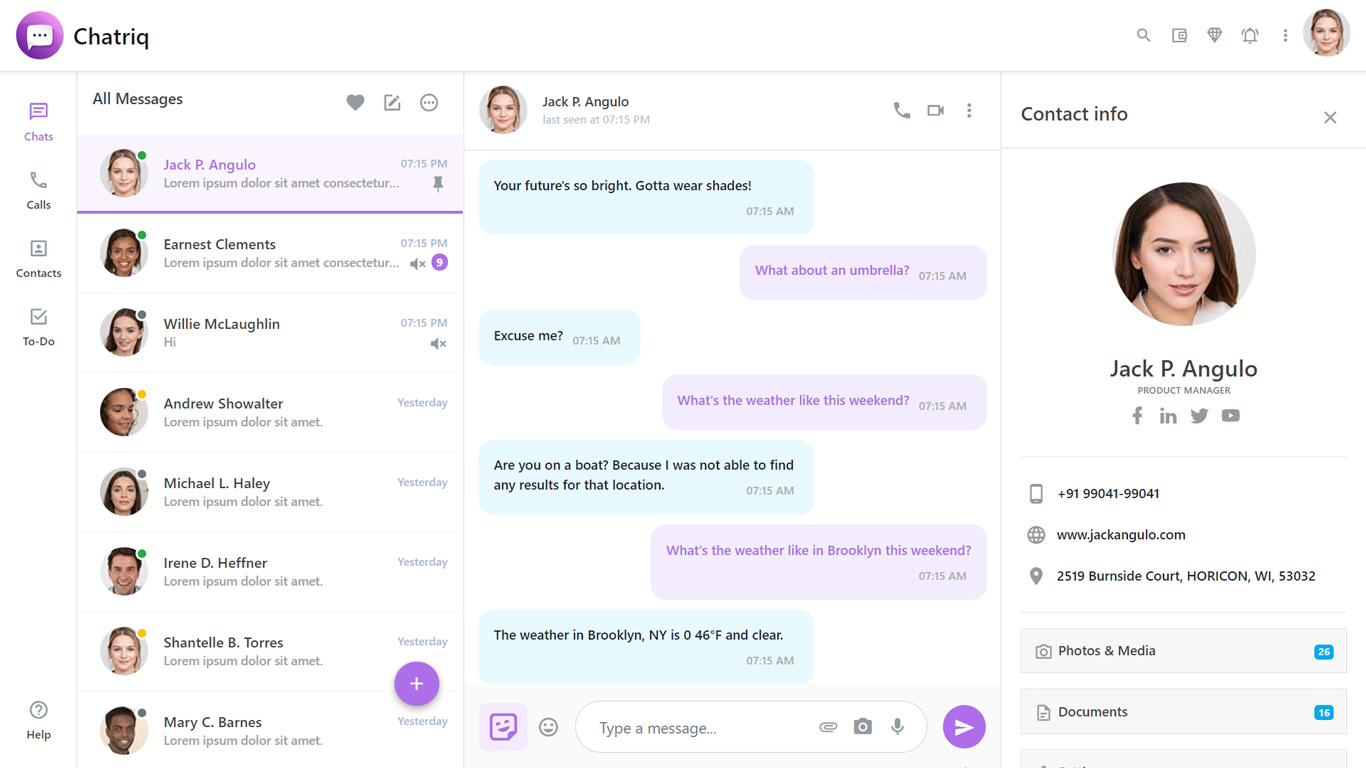 Chatriq
Chats
Calls
Contacts
To-Do
Help
All Messages
Jack P. Angulo
07:15 PM
Lorem ipsum dolor sit amet consectetur...
Earnest Clements
07:15 PM
Lorem ipsum dolor sit amet consectetur...
9
Willie McLaughlin
07:15 PM
Hi
Andrew Showalter
Yesterday
Lorem ipsum dolor sit amet.
Michael L. Haley
Yesterday
Lorem ipsum dolor sit amet.
Irene D. Heffner
Yesterday
Lorem ipsum dolor sit amet.
Shantelle B. Torres
Yesterday
Lorem ipsum dolor sit amet.
Mary C. Barnes
Yesterday
Lorem ipsum dolor sit amet.
Jack P. Angulo
last seen at 07:15 PM
Your future's so bright. Gotta wear shades!
07:15 AM
What about an umbrella?
07:15 AM
Excuse me?
07:15 AM
What's the weather like this weekend?
07:15 AM
Are you on a boat? Because I was not able to find
any results for that location.
07:15 AM
What's the weather like in Brooklyn this weekend?
07:15 AM
The weather in Brooklyn, NY is 0 46°F and clear.
07:15 AM
Type a message...
Contact info
Jack P. Angulo
PRODUCT MANAGER
+91 99041-99041
www.jackangulo.com
2519 Burnside Court, HORICON, WI, 53032
Photos & Media
26
Documents
16